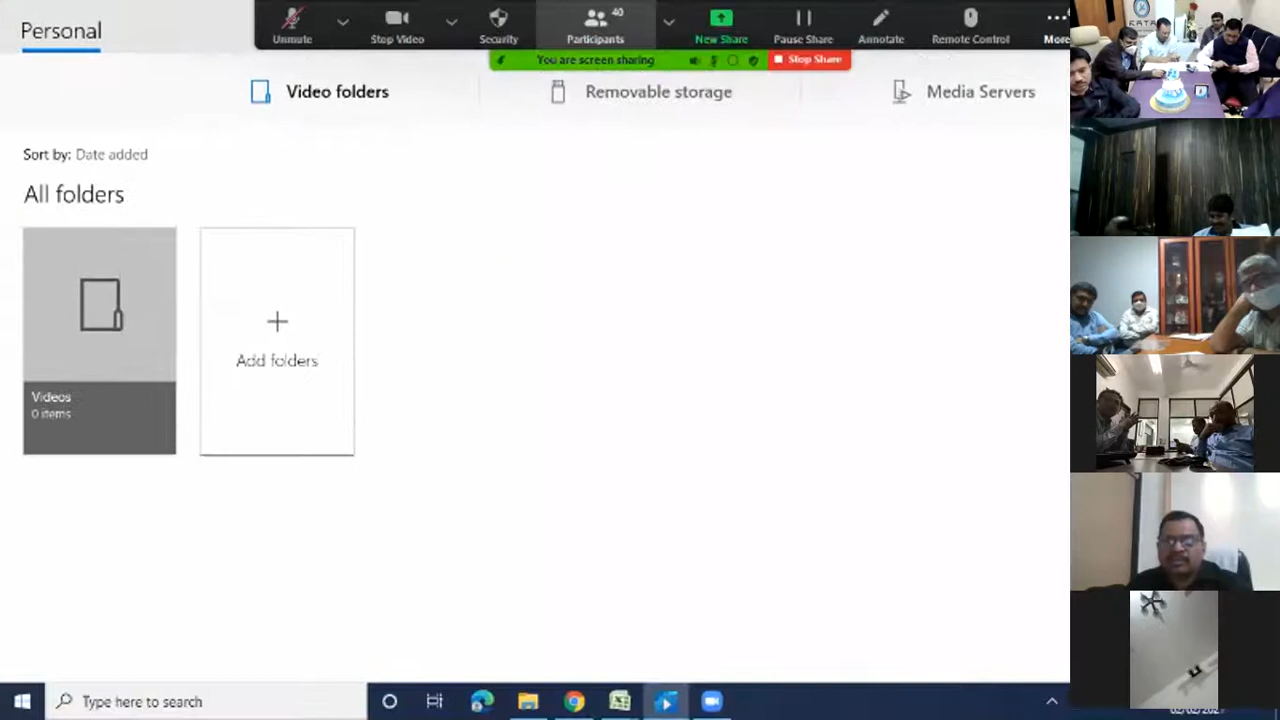 Personal
Unmute
Stop Video
Security
40
Participants
New Share
Pause Share
Annotate
Remote Control
More
You are screen sharing
Stop Share
Video folders
Removable storage
Media Servers
Sort by: Date added
All folders
Videos
0 items
Add folders
Type here to search